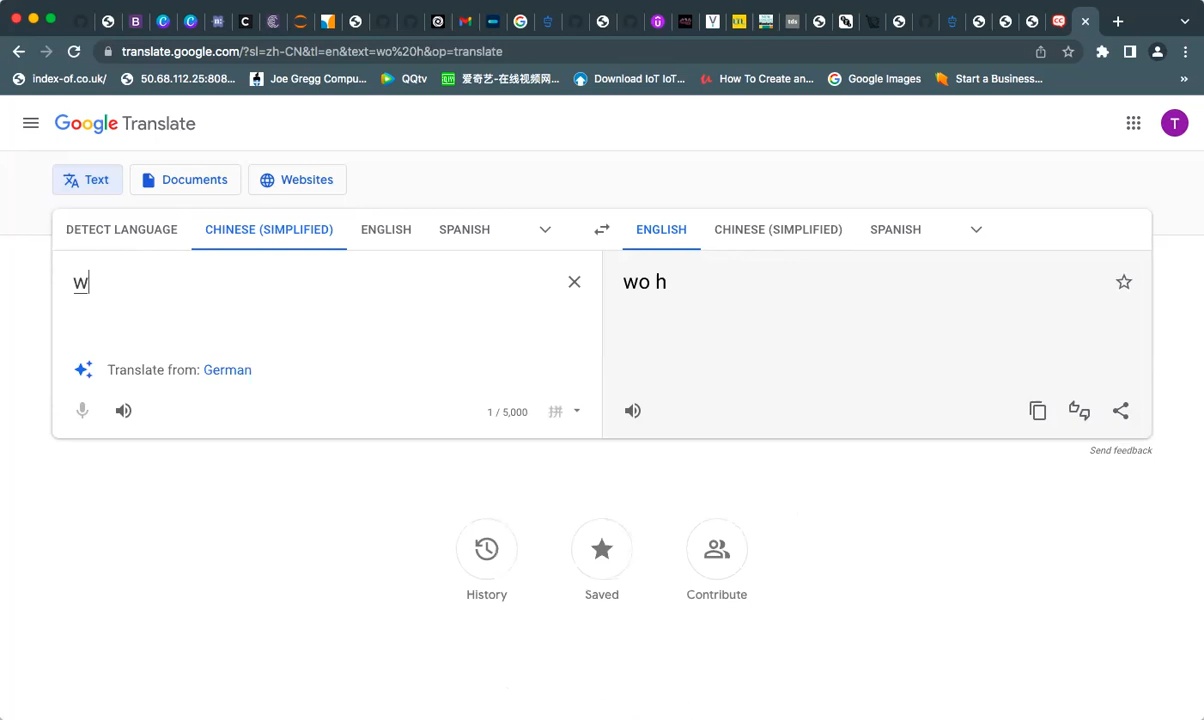 translate.google.com/?sl=zh-CN&tl=en&text=wo%20h&op=translate
index-of.co.uk/ 50.68.112.25:808... Joe Gregg Compu... QQtv 爱奇艺-在线视频网... Download IoT IoT... How To Create an... Google Images Start a Business... »
Google Translate T
Text Documents Websites
DETECT LANGUAGE CHINESE (SIMPLIFIED) ENGLISH SPANISH ENGLISH CHINESE (SIMPLIFIED) SPANISH
w wo h
Translate from: German
1 / 5,000 拼
Send feedback
History Saved Contribute